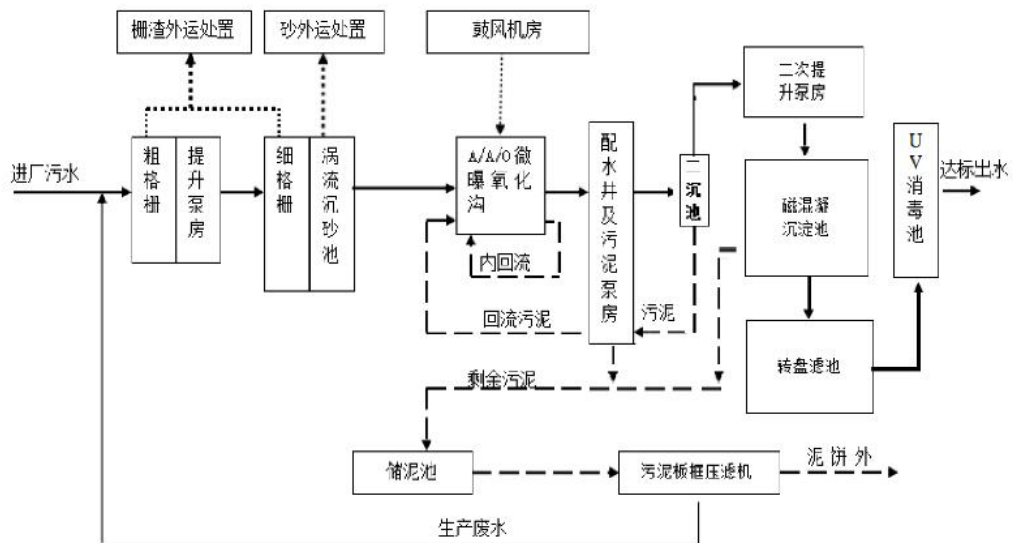 栅渣外运处置
砂外运处置
鼓风机房
二次提
升泵房
进厂污水
粗格栅
提升泵房
细格栅
涡流沉砂池
A/A/O微
曝氧化
沟
配水井及污泥泵房
二沉池
磁混凝
沉淀池
UV消毒池
达标出水
内回流
回流污泥
污泥
转盘滤池
剩余污泥
储泥池
污泥板框压滤机
泥饼外
生产废水